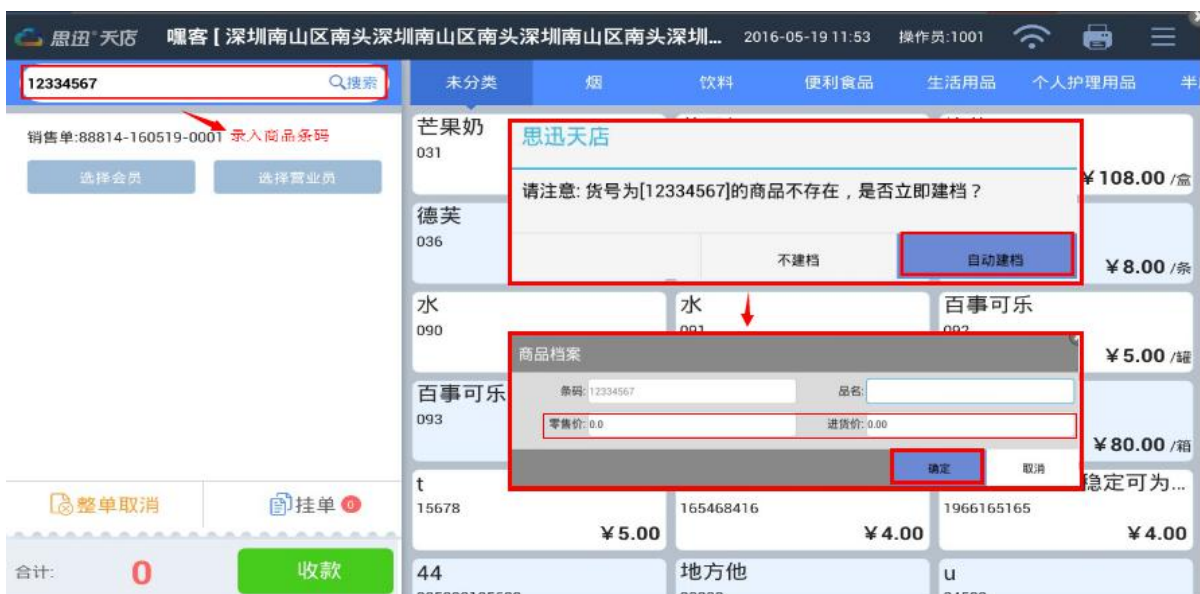 思迅天店 嘿客 [ 深圳南山区南头深圳南山区南头深圳南山区南头深圳... 2016-05-19 11:53 操作员:1001
12334567 搜索
未分类 烟 饮料 便利食品 生活用品 个人护理用品
销售单:88814-160519-0001 录入商品条码
选择会员 选择营业员
芒果奶
031
¥108.00 /盒
思迅天店
请注意: 货号为[12334567]的商品不存在，是否立即建档？
不建档 自动建档
德芙
036
¥8.00 /条
水 水 百事可乐
090 091 092
¥5.00 /罐
商品档案
条码: 12334567 品名:
零售价: 0.0 进货价: 0.00
确定 取消
百事可乐
093
¥80.00 /箱
t 稳定可为...
15678 165468416 1966165165
¥5.00 ¥4.00 ¥4.00
整单取消 挂单 0
合计: 0 收款
44 地方他 u